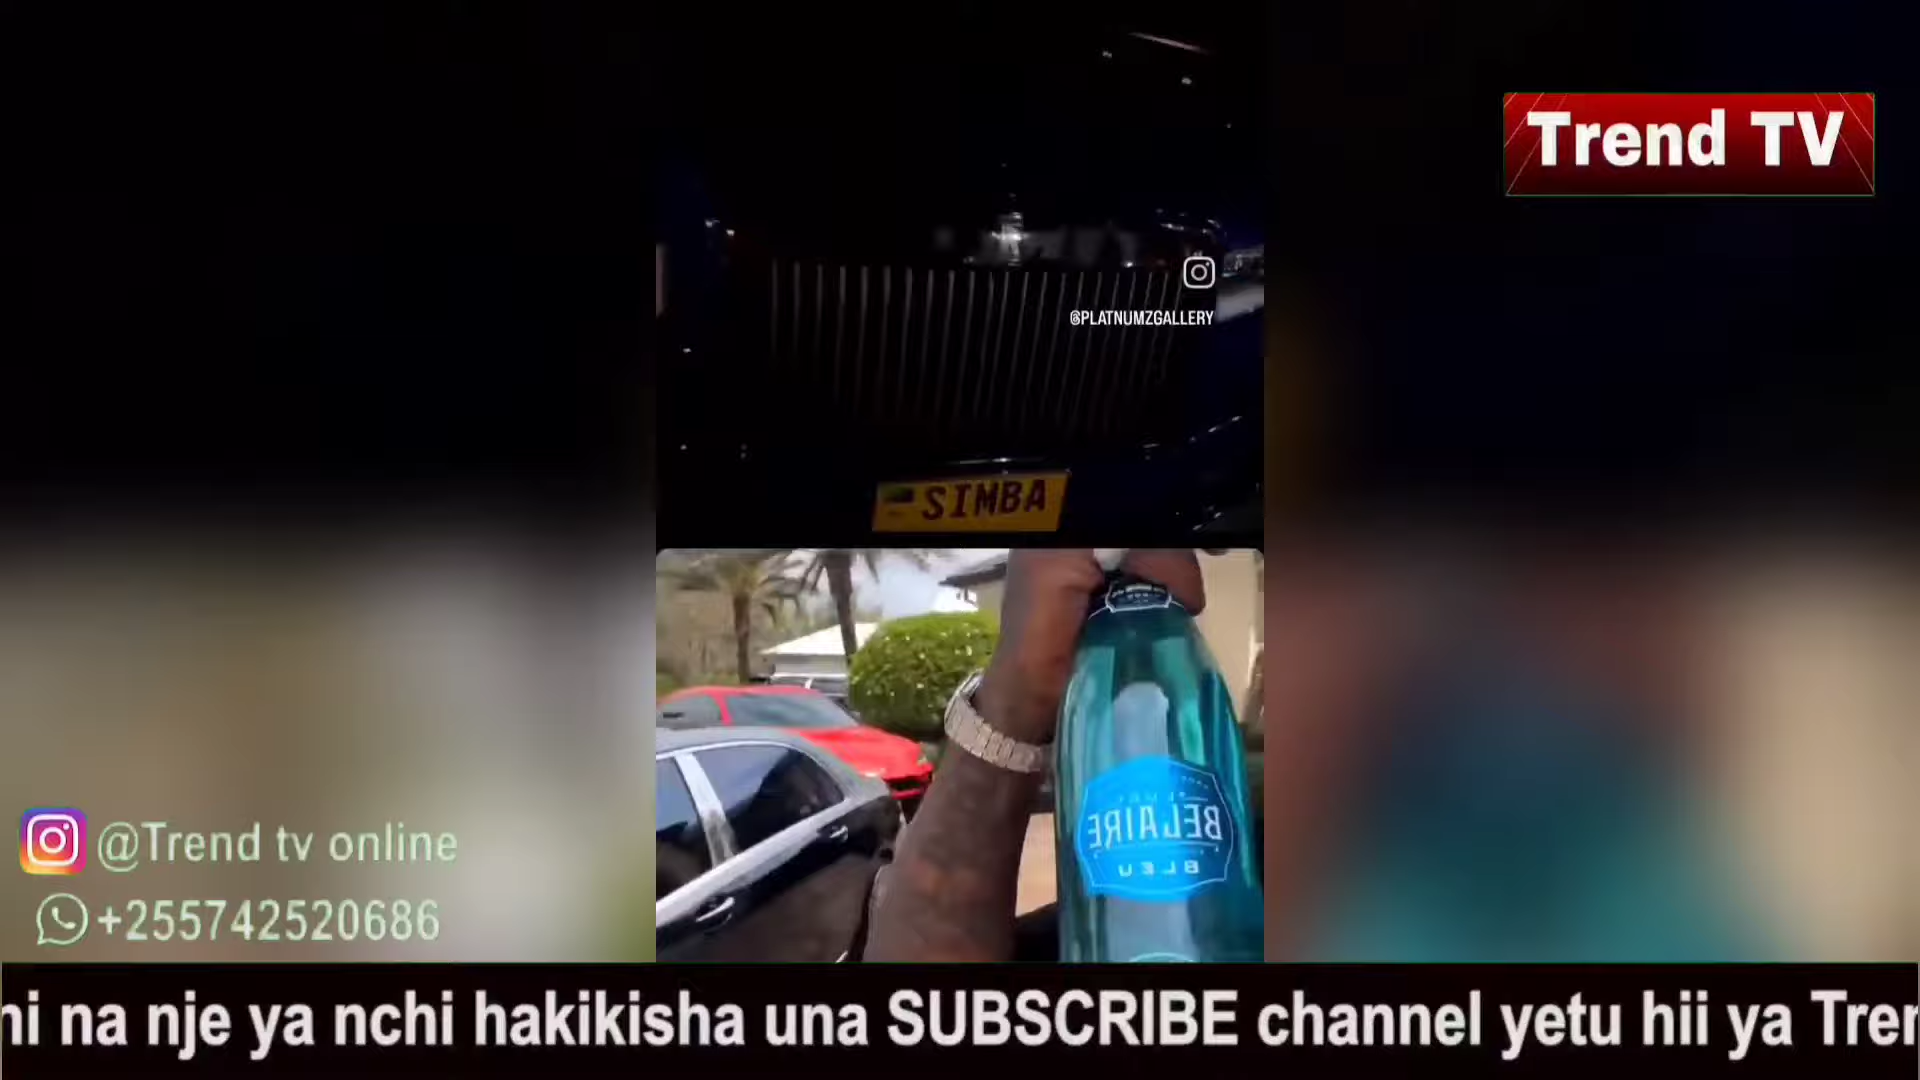 Trend TV
@PLATNUMZGALLERY
SIMBA
BELAIRE
BLEU
@Trend tv online
+255742520686
na nje ya nchi hakikisha una SUBSCRIBE channel yetu hii ya